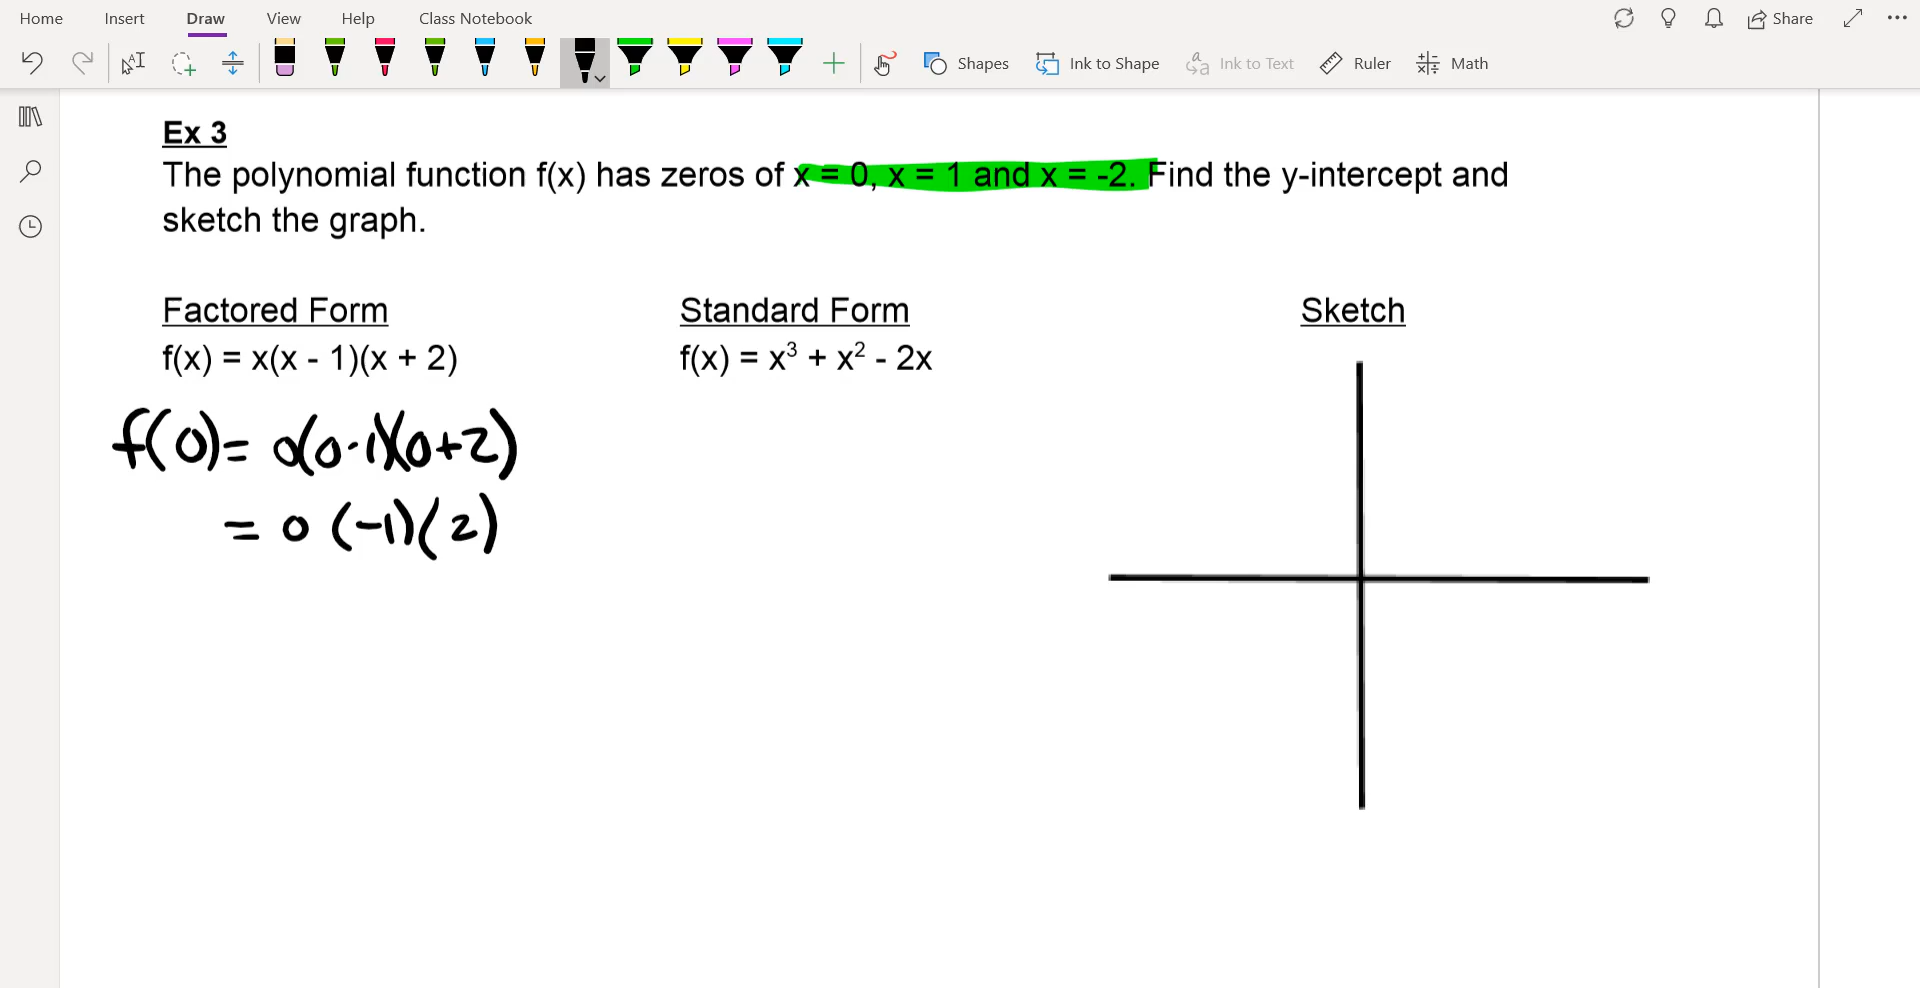 Home Insert Draw View Help Class Notebook Share
Shapes Ink to Shape Ink to Text Ruler Math
Ex 3
The polynomial function f(x) has zeros of x = 0, x = 1 and x = -2. Find the y-intercept and
sketch the graph.
Factored Form Standard Form Sketch
f(x) = x(x - 1)(x + 2) f(x) = x³ + x² - 2x
f(0)= 0(0-1)(0+2)
= 0 (-1)(2)